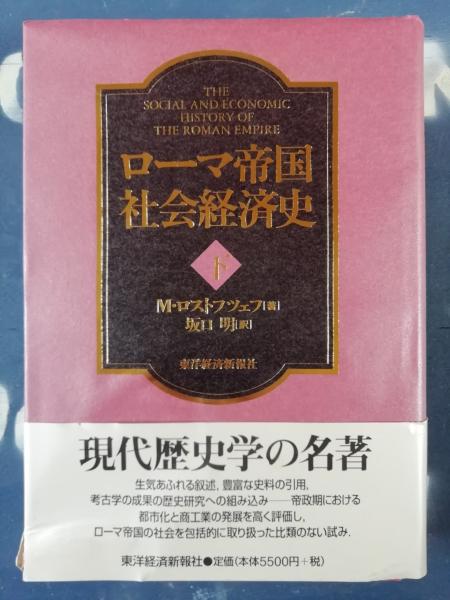 THE
SOCIAL AND ECONOMIC
HISTORY OF
THE ROMAN EMPIRE
ローマ帝国
社会経済史
下
M・ロストフツェフ[著]
坂口 明[訳]
東洋経済新報社
現代歴史学の名著
生気あふれる叙述，豊富な史料の引用，
考古学の成果の歴史研究への組み込み──帝政期における
都市化と商工業の発展を高く評価し，
ローマ帝国の社会を包括的に取り扱った比類のない試み．
東洋経済新報社●定価（本体5500円＋税）